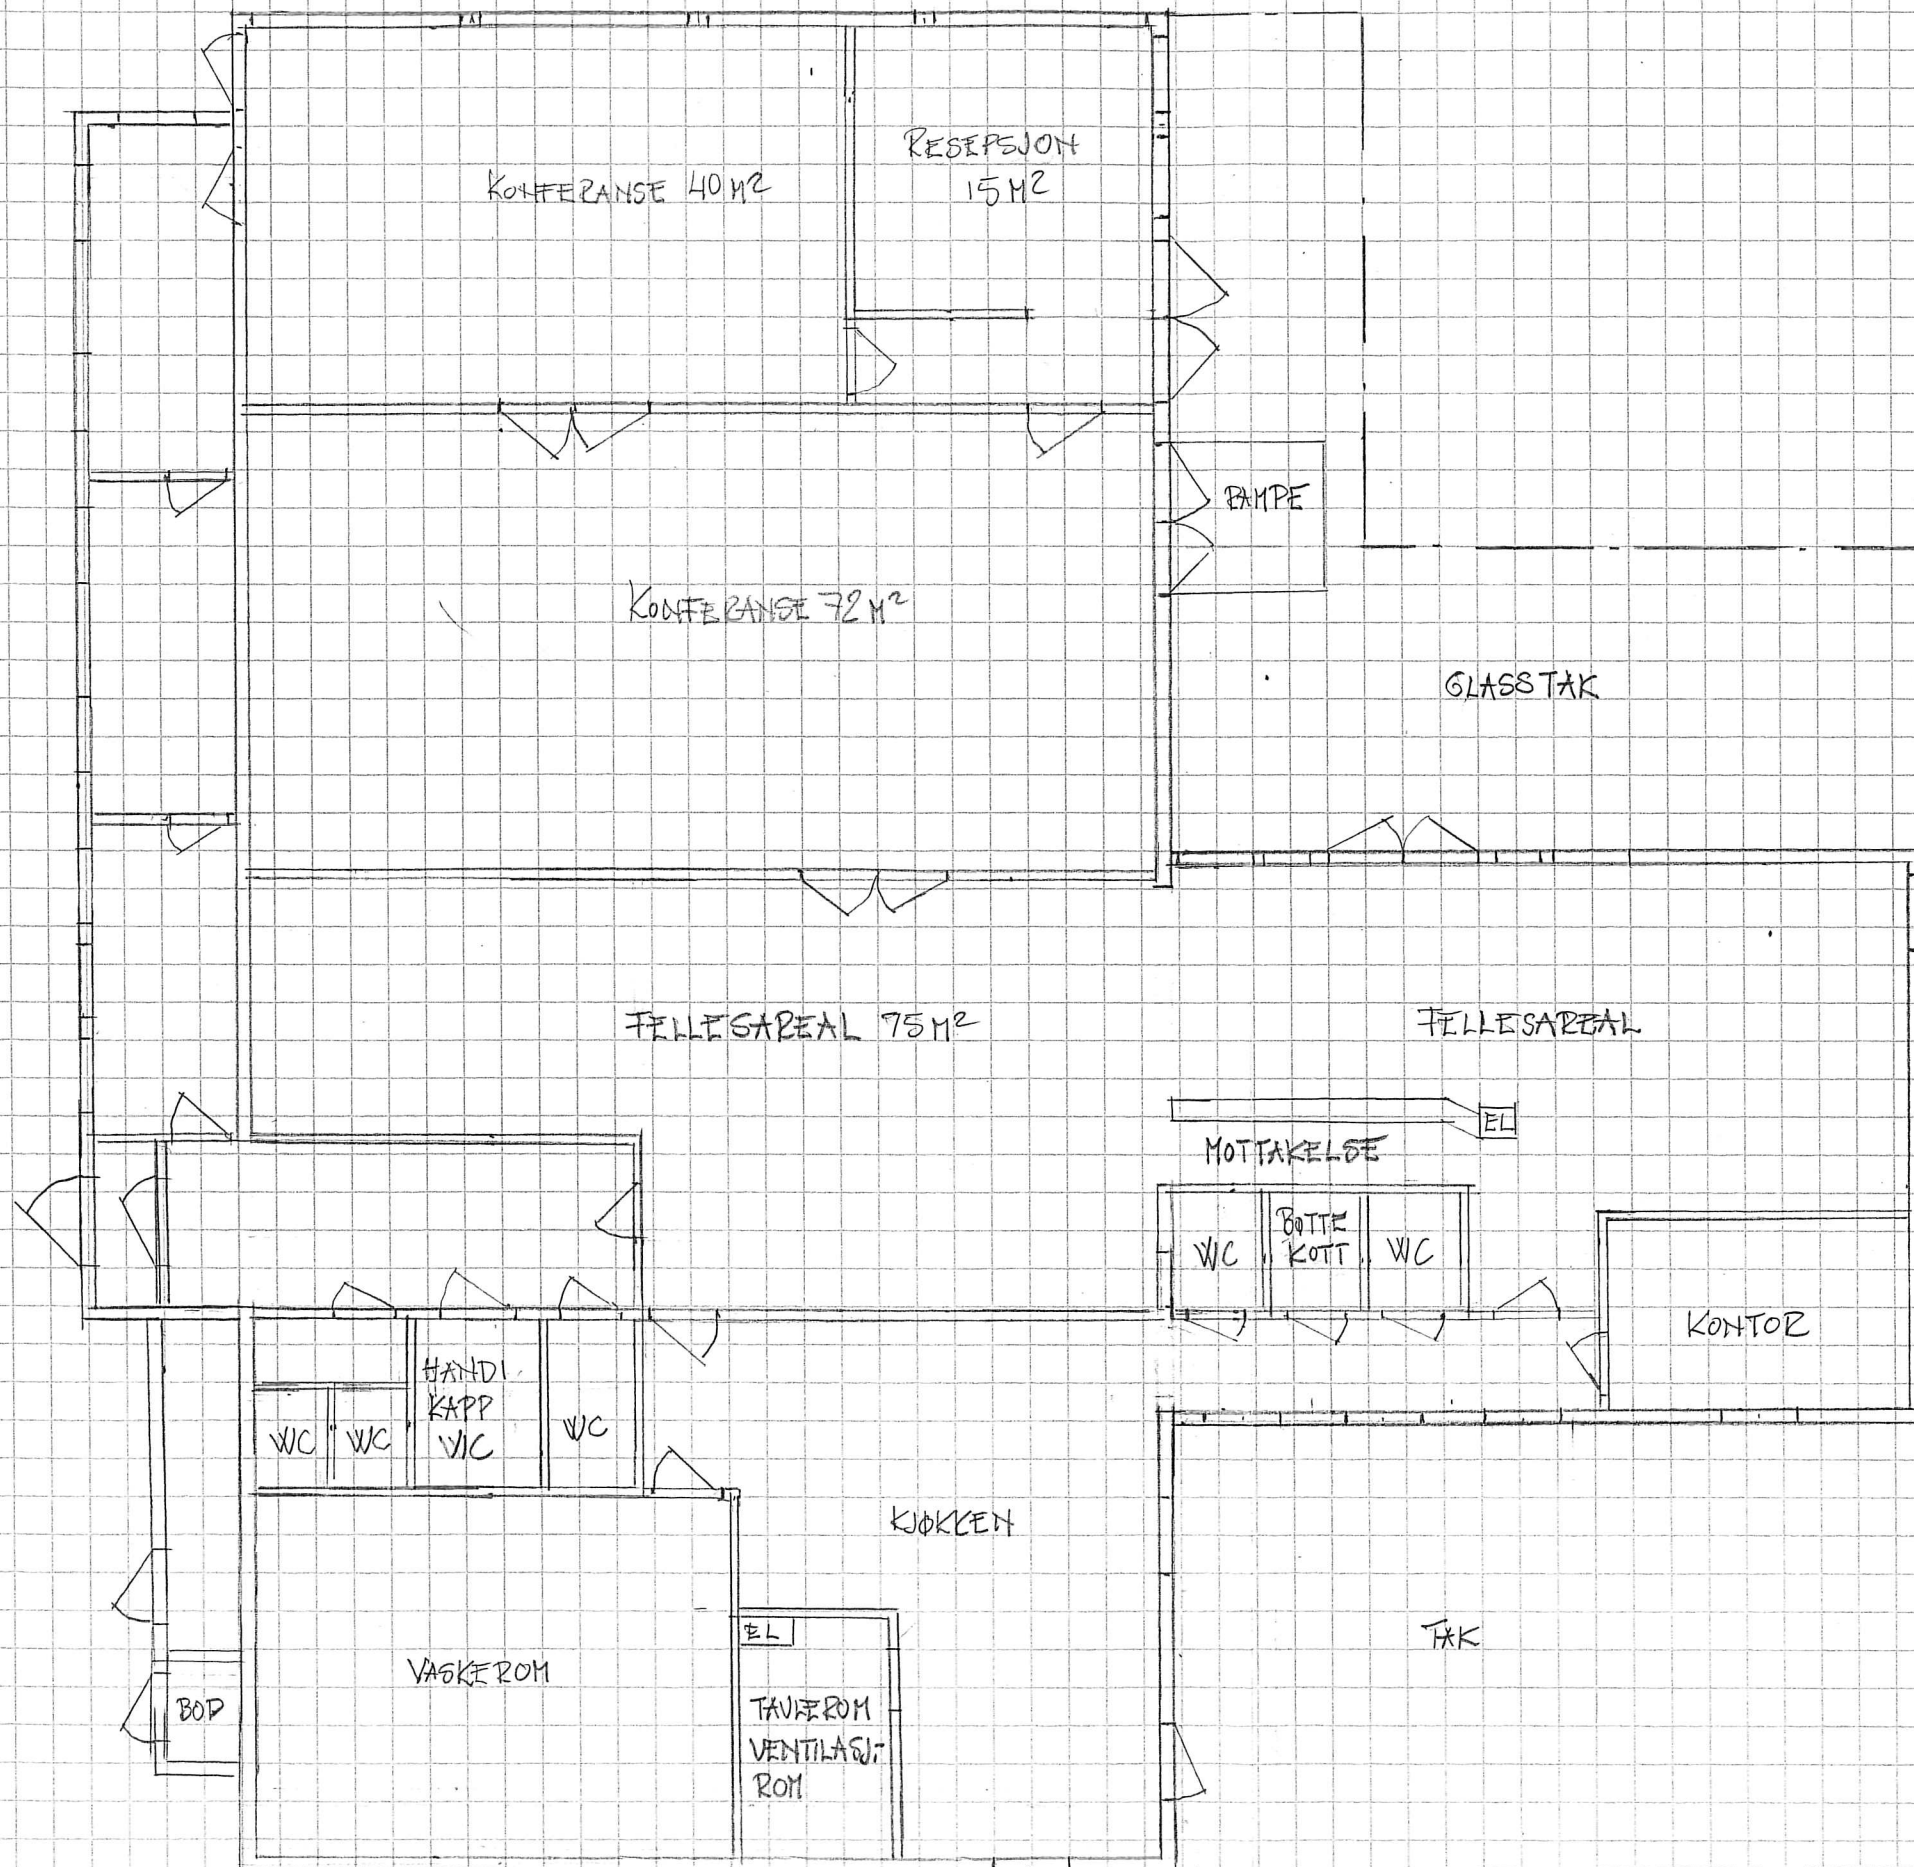 RESEPSJON
15 M²
KONFERANSE 40 M²
RAMPE
KONFERANSE 72 M²
GLASSTAK
FELLESAREAL 75 M²
FELLESAREAL
EL
MOTTAKELSE
WC
BØTTE
KOTT
WC
KONTOR
HANDI
KAPP
WC
WC
WC
WC
KJØKKEN
EL
TAK
VASKEROM
BOD
TAVLEROM
VENTILASJ.-
ROM